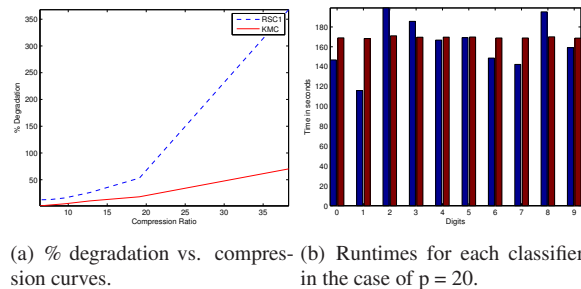 RSC1
KMC
350
300
250
200
150
100
50
% Degradation
10 15 20 25 30 35
Compression Ratio
180
160
140
120
100
80
60
40
20
0
Time in seconds
0 1 2 3 4 5 6 7 8 9
Digits
(a) % degradation vs. compres-
sion curves.
(b) Runtimes for each classifier
in the case of p = 20.